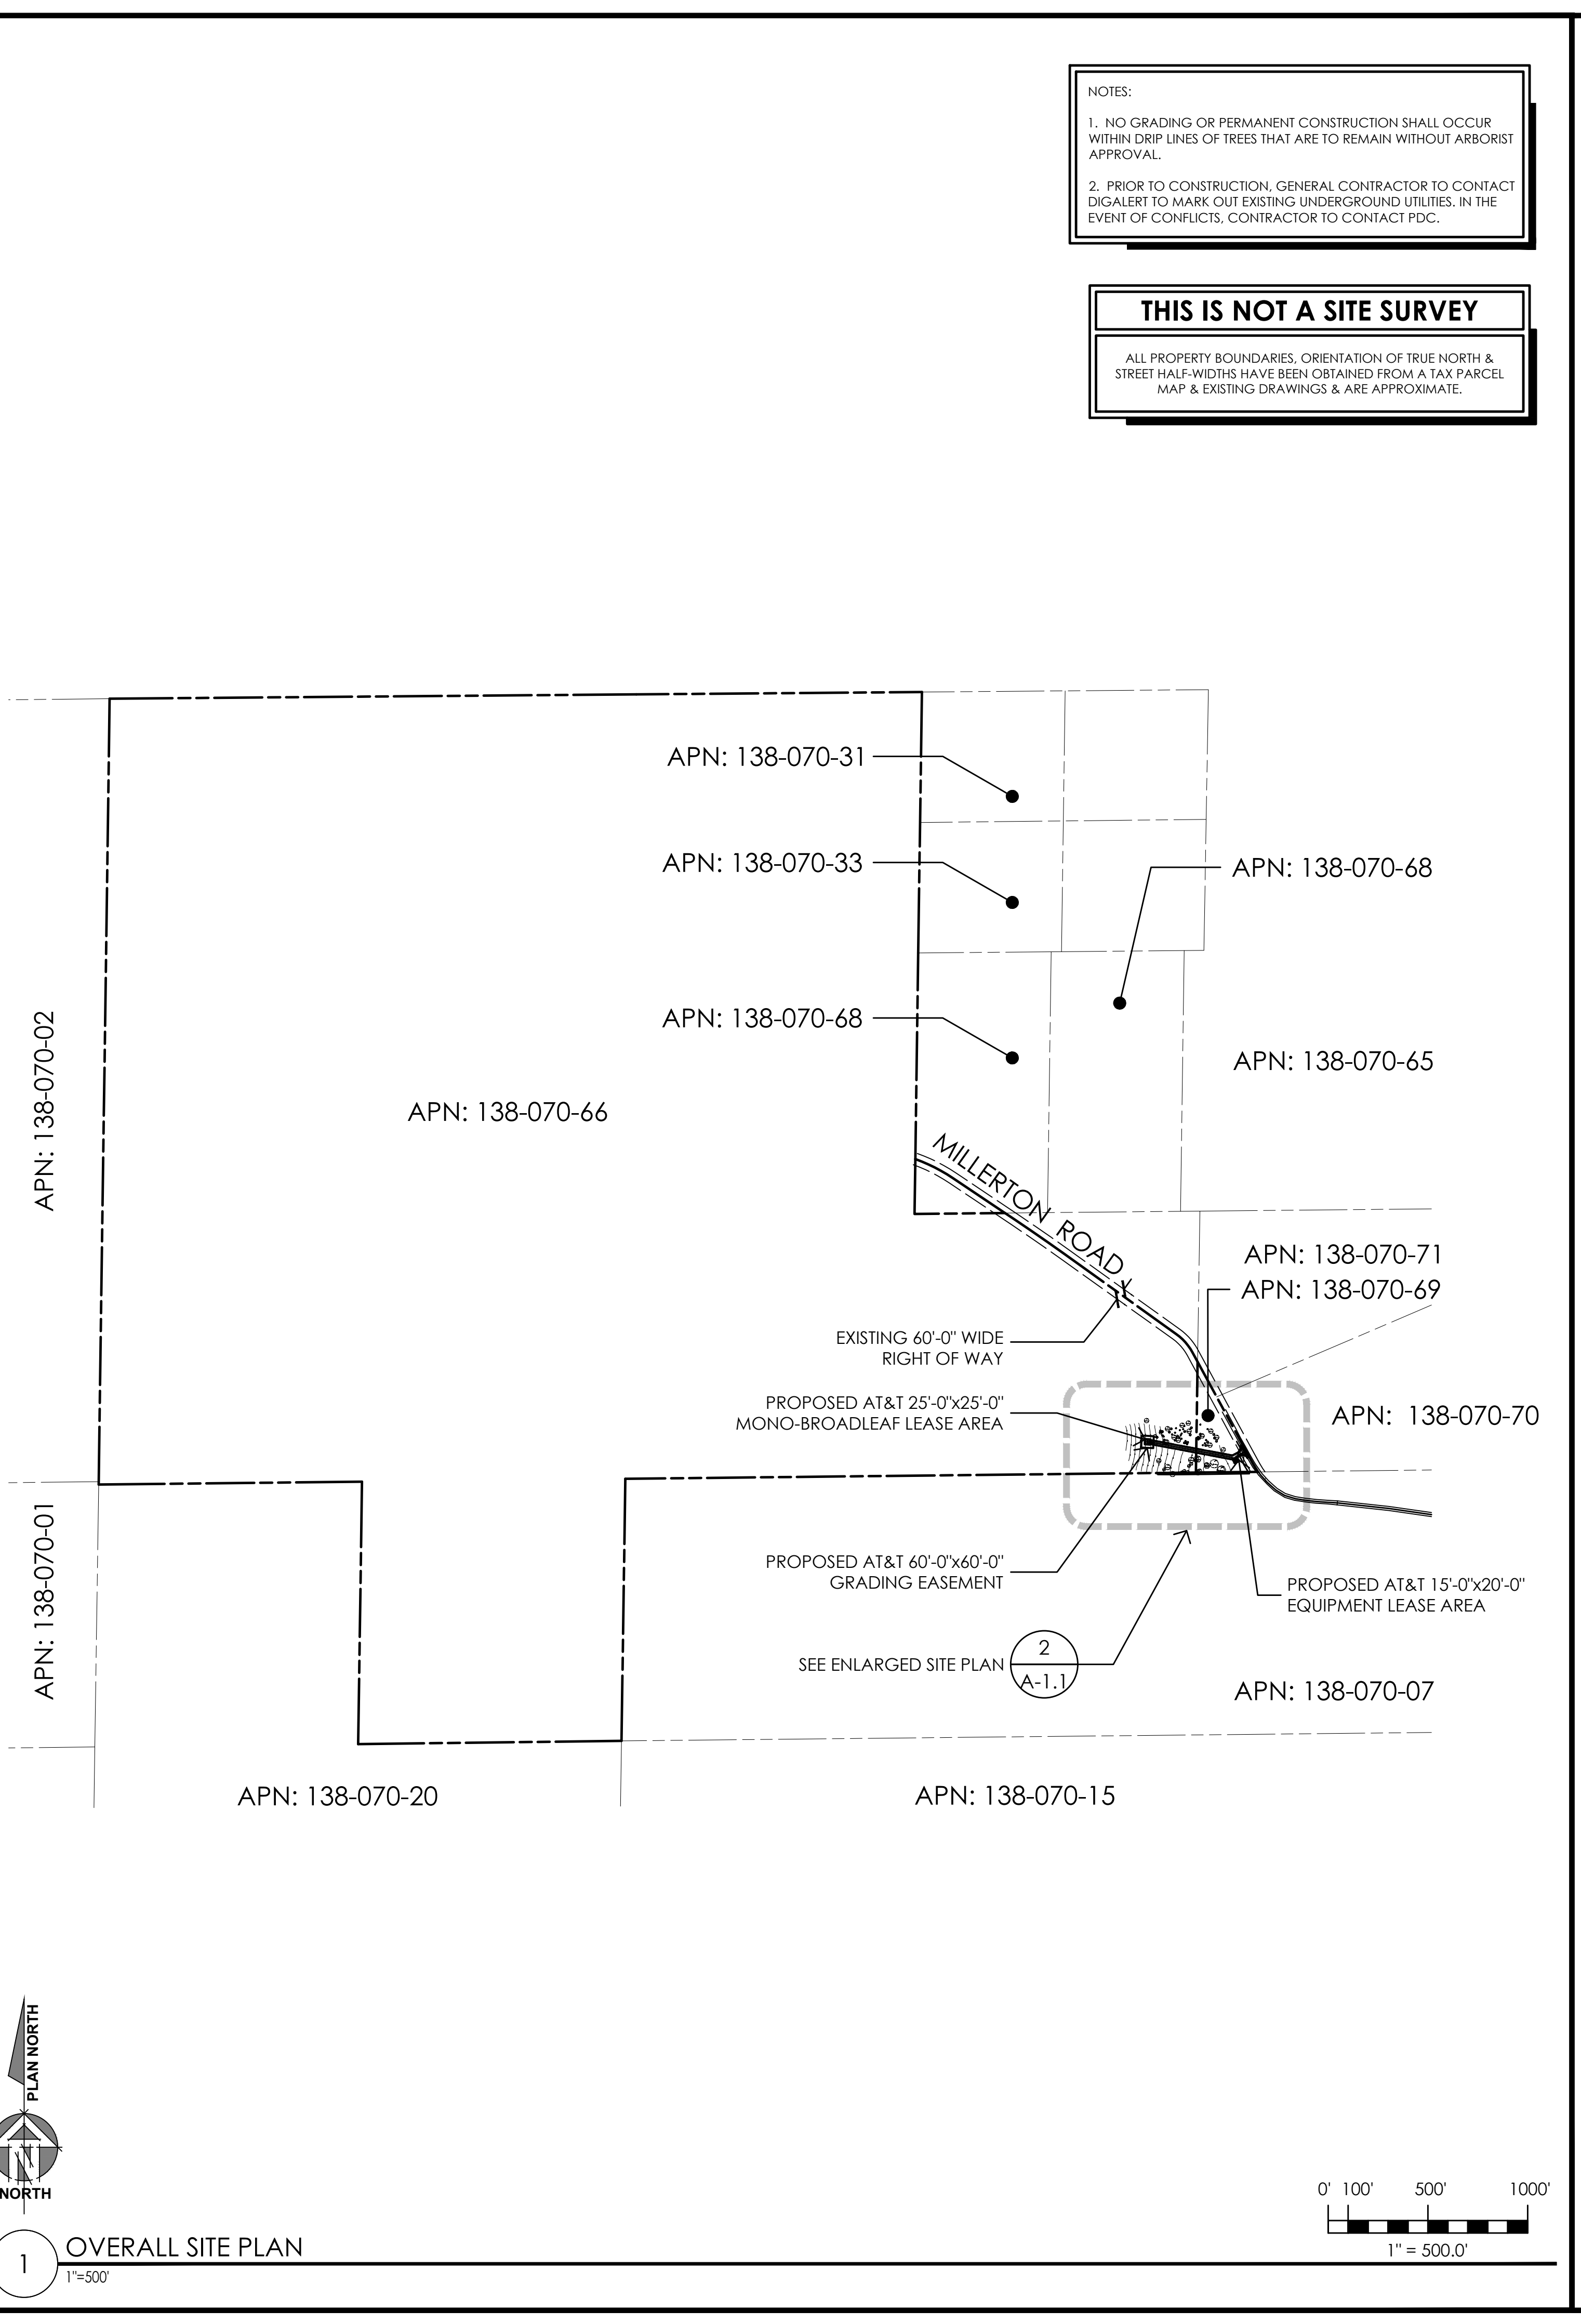 NOTES:
1. NO GRADING OR PERMANENT CONSTRUCTION SHALL OCCUR
WITHIN DRIP LINES OF TREES THAT ARE TO REMAIN WITHOUT ARBORIST
APPROVAL.
2. PRIOR TO CONSTRUCTION, GENERAL CONTRACTOR TO CONTACT
DIGALERT TO MARK OUT EXISTING UNDERGROUND UTILITIES. IN THE
EVENT OF CONFLICTS, CONTRACTOR TO CONTACT PDC.
THIS IS NOT A SITE SURVEY
ALL PROPERTY BOUNDARIES, ORIENTATION OF TRUE NORTH &
STREET HALF-WIDTHS HAVE BEEN OBTAINED FROM A TAX PARCEL
MAP & EXISTING DRAWINGS & ARE APPROXIMATE.
APN: 138-070-31
APN: 138-070-33
APN: 138-070-68
APN: 138-070-68
APN: 138-070-65
APN: 138-070-02
APN: 138-070-66
MILLERTON ROAD
APN: 138-070-71
APN: 138-070-69
EXISTING 60'-0" WIDE
RIGHT OF WAY
PROPOSED AT&T 25'-0"x25'-0"
MONO-BROADLEAF LEASE AREA
APN: 138-070-70
APN: 138-070-01
PROPOSED AT&T 60'-0"x60'-0"
GRADING EASEMENT
PROPOSED AT&T 15'-0"x20'-0"
EQUIPMENT LEASE AREA
SEE ENLARGED SITE PLAN
2
A-1.1
APN: 138-070-07
APN: 138-070-20
APN: 138-070-15
PLAN NORTH
N
NORTH
0' 100' 500' 1000'
1" = 500.0'
1
OVERALL SITE PLAN
1"=500'